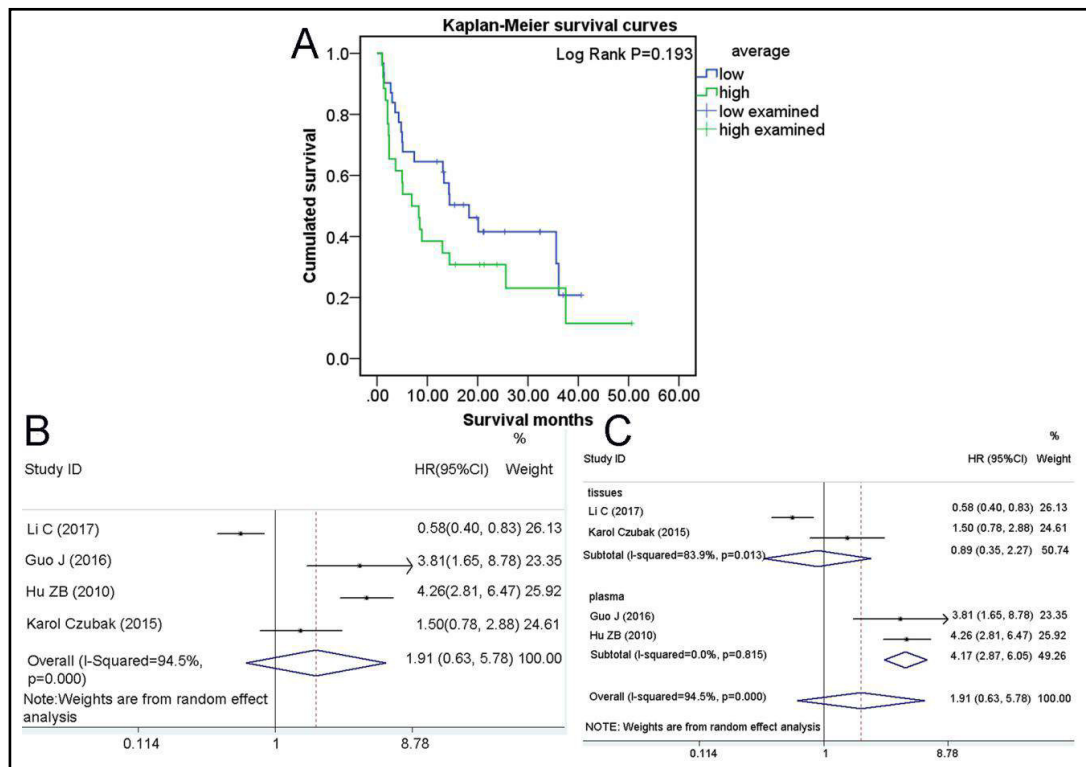 A
Kaplan-Meier survival curves
Log Rank P=0.193
average
low
high
low examined
high examined
Cumulated survival
1.0
0.8
0.6
0.4
0.2
0.0
.00 10.00 20.00 30.00 40.00 50.00 60.00
Survival months
B
%
Study ID HR(95%CI) Weight
Li C (2017) 0.58(0.40, 0.83) 26.13
Guo J (2016) 3.81(1.65, 8.78) 23.35
Hu ZB (2010) 4.26(2.81, 6.47) 25.92
Karol Czubak (2015) 1.50(0.78, 2.88) 24.61
Overall (I-Squared=94.5%, 1.91 (0.63, 5.78) 100.00
p=0.000)
Note:Weights are from random effect
analysis
0.114 1 8.78
C
%
Study ID HR (95%CI) Weight
tissues
Li C (2017) 0.58 (0.40, 0.83) 26.13
Karol Czubak (2015) 1.50 (0.78, 2.88) 24.61
Subtotal (I-squared=83.9%, p=0.013) 0.89 (0.35, 2.27) 50.74
plasma
Guo J (2016) 3.81 (1.65, 8.78) 23.35
Hu ZB (2010) 4.26 (2.81, 6.47) 25.92
Subtotal (I-squared=0.0%, p=0.815) 4.17 (2.87, 6.05) 49.26
Overall (I-squared=94.5%, p=0.000) 1.91 (0.63, 5.78) 100.00
NOTE: Weights are from random effect analysis
0.114 1 8.78